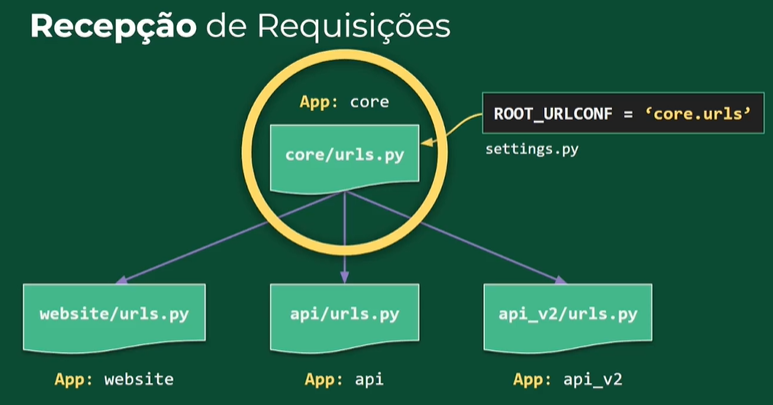 Recepção de Requisições
App: core
core/urls.py
ROOT_URLCONF = ‘core.urls’
settings.py
website/urls.py
api/urls.py
api_v2/urls.py
App: website
App: api
App: api_v2